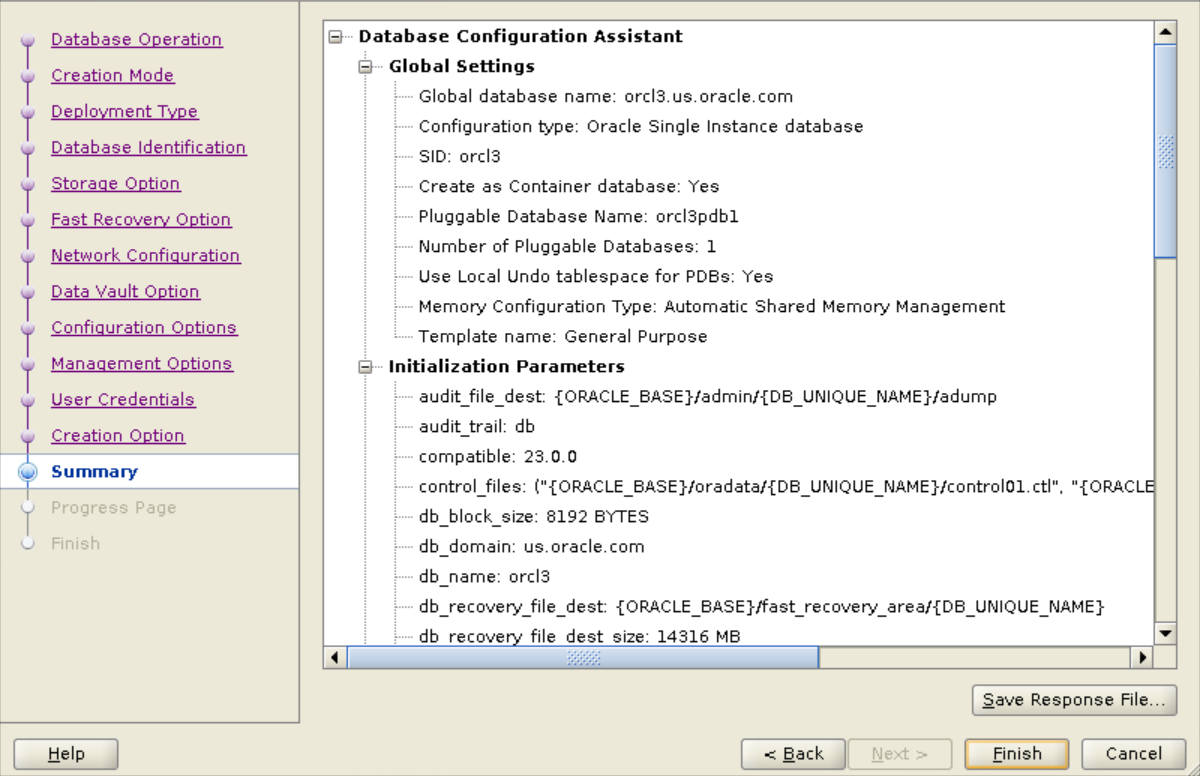 Database Operation
Creation Mode
Deployment Type
Database Identification
Storage Option
Fast Recovery Option
Network Configuration
Data Vault Option
Configuration Options
Management Options
User Credentials
Creation Option
Summary
Progress Page
Finish
Database Configuration Assistant
Global Settings
Global database name: orcl3.us.oracle.com
Configuration type: Oracle Single Instance database
SID: orcl3
Create as Container database: Yes
Pluggable Database Name: orcl3pdb1
Number of Pluggable Databases: 1
Use Local Undo tablespace for PDBs: Yes
Memory Configuration Type: Automatic Shared Memory Management
Template name: General Purpose
Initialization Parameters
audit_file_dest: {ORACLE_BASE}/admin/{DB_UNIQUE_NAME}/adump
audit_trail: db
compatible: 23.0.0
control_files: ("{ORACLE_BASE}/oradata/{DB_UNIQUE_NAME}/control01.ctl", "{ORACLE
db_block_size: 8192 BYTES
db_domain: us.oracle.com
db_name: orcl3
db_recovery_file_dest: {ORACLE_BASE}/fast_recovery_area/{DB_UNIQUE_NAME}
db_recovery_file_dest_size: 14316 MB
Save Response File...
Help
< Back
Next >
Finish
Cancel